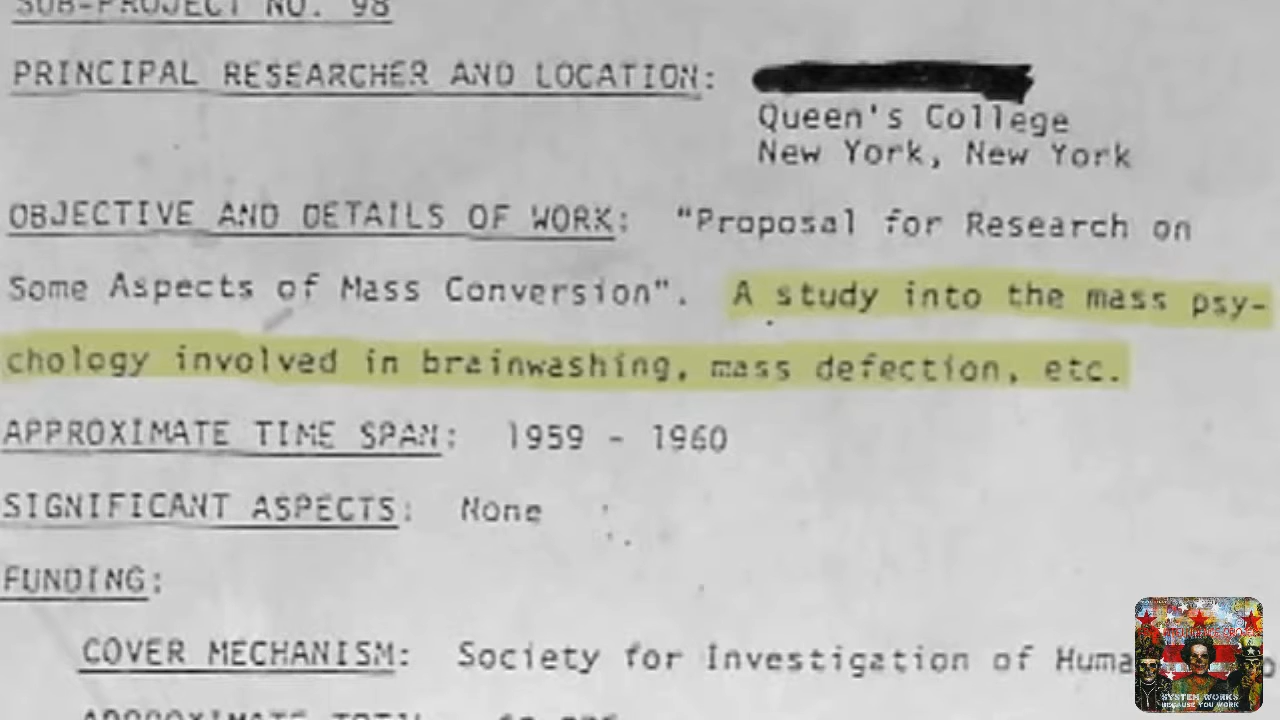 SUB-PROJECT NO. 98
PRINCIPAL RESEARCHER AND LOCATION:
Queen's College
New York, New York
OBJECTIVE AND DETAILS OF WORK: "Proposal for Research on
Some Aspects of Mass Conversion". A study into the mass psy-
chology involved in brainwashing, mass defection, etc.
APPROXIMATE TIME SPAN: 1959 - 1960
SIGNIFICANT ASPECTS: None
FUNDING:
COVER MECHANISM: Society for Investigation of Huma
SYSTEM WORKS
BECAUSE YOU WORK